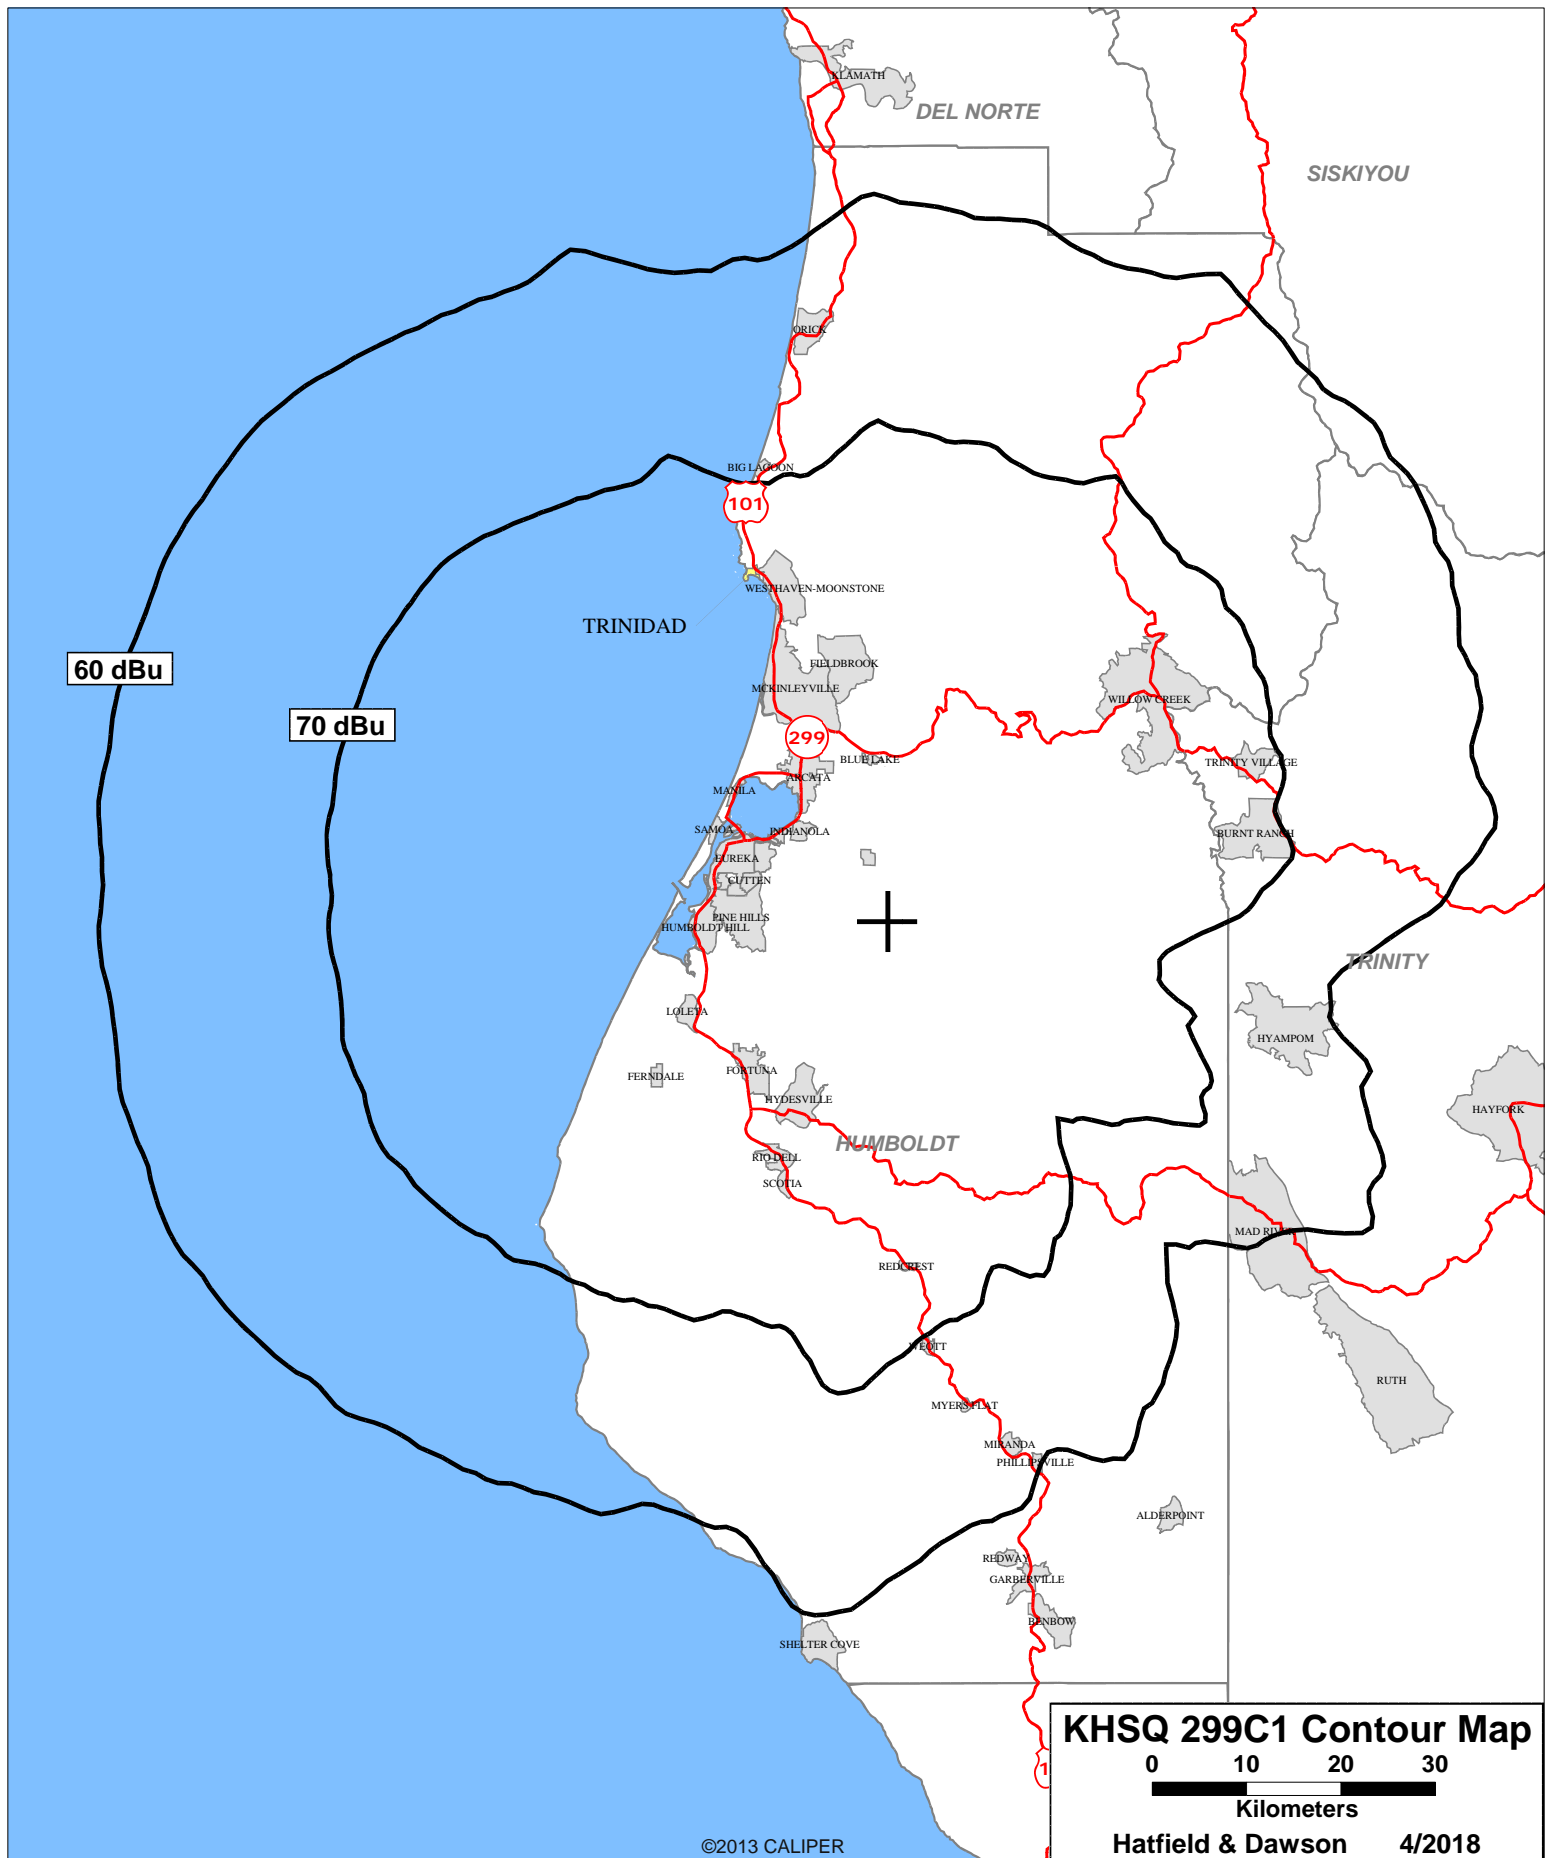 KLAMATH
DEL NORTE
SISKIYOU
ORICK
BIG LAGOON
101
WESTHAVEN-MOONSTONE
TRINIDAD
60 dBu
FIELDBROOK
MCKINLEYVILLE
WILLOW CREEK
70 dBu
299
BLUE LAKE
TRINITY VILLAGE
ARCATA
MANILA
SAMOA
INDIANOLA
BURNT RANCH
EUREKA
CUTTEN
PINE HILLS
HUMBOLDT HILL
TRINITY
LOLETA
HYAMPOM
FERNDALE
FORTUNA
HYDESVILLE
HAYFORK
HUMBOLDT
RIO DELL
SCOTIA
MAD RIVER
REDCREST
WEOTT
RUTH
MYERS FLAT
MIRANDA
PHILLIPSVILLE
ALDERPOINT
REDWAY
GARBERVILLE
BENBOW
SHELTER COVE
KHSQ 299C1 Contour Map
0 10 20 30
1
Kilometers
Hatfield & Dawson 4/2018
©2013 CALIPER